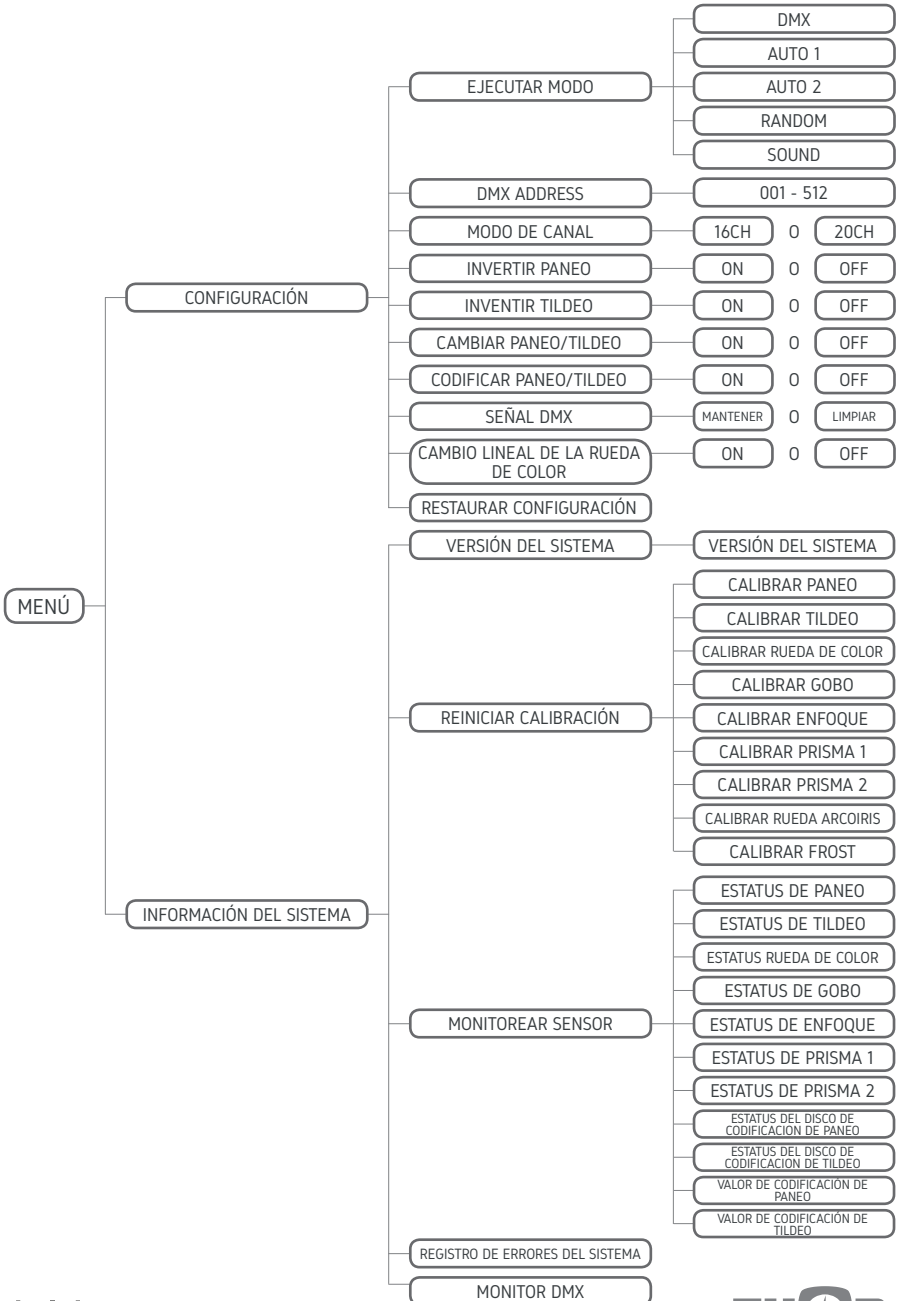 DMX
AUTO 1
EJECUTAR MODO
AUTO 2
RANDOM
SOUND
DMX ADDRESS
001 - 512
MODO DE CANAL
16CH O 20CH
INVERTIR PANEO
ON O OFF
CONFIGURACIÓN
INVENTIR TILDEO
ON O OFF
CAMBIAR PANEO/TILDEO
ON O OFF
CODIFICAR PANEO/TILDEO
ON O OFF
SEÑAL DMX
MANTENER O LIMPIAR
CAMBIO LINEAL DE LA RUEDA
DE COLOR
ON O OFF
RESTAURAR CONFIGURACIÓN
VERSIÓN DEL SISTEMA
VERSIÓN DEL SISTEMA
MENÚ
CALIBRAR PANEO
CALIBRAR TILDEO
CALIBRAR RUEDA DE COLOR
CALIBRAR GOBO
REINICIAR CALIBRACIÓN
CALIBRAR ENFOQUE
CALIBRAR PRISMA 1
CALIBRAR PRISMA 2
CALIBRAR RUEDA ARCOIRIS
CALIBRAR FROST
INFORMACIÓN DEL SISTEMA
ESTATUS DE PANEO
ESTATUS DE TILDEO
ESTATUS RUEDA DE COLOR
ESTATUS DE GOBO
MONITOREAR SENSOR
ESTATUS DE ENFOQUE
ESTATUS DE PRISMA 1
ESTATUS DE PRISMA 2
ESTATUS DEL DISCO DE
CODIFICACION DE PANEO
ESTATUS DEL DISCO DE
CODIFICACION DE TILDEO
VALOR DE CODIFICACIÓN DE
PANEO
VALOR DE CODIFICACIÓN DE
TILDEO
REGISTRO DE ERRORES DEL SISTEMA
MONITOR DMX